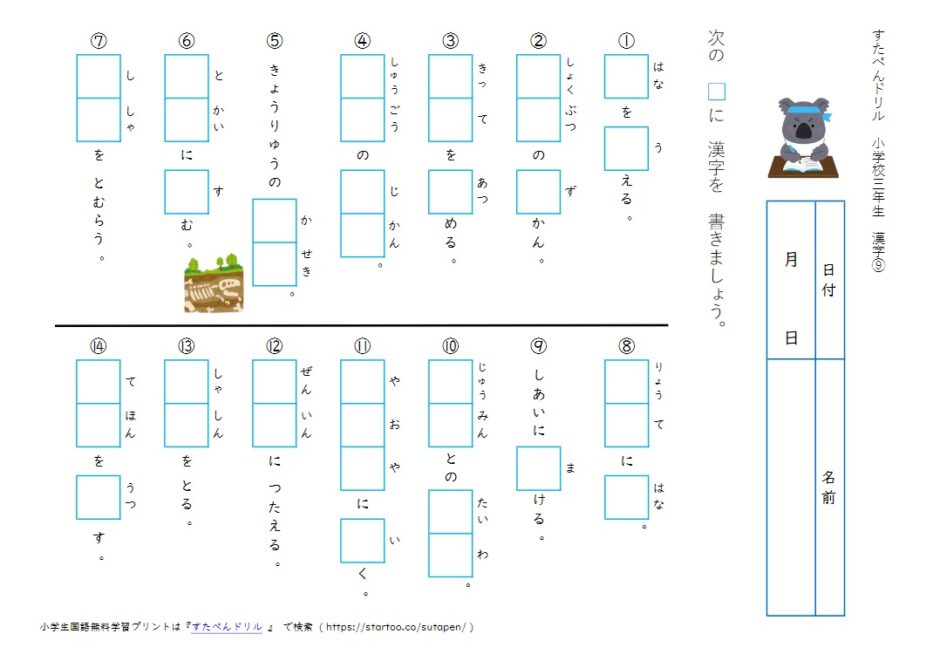 すたぺんドリル 小学校三年生 漢字⑨
日付
月 日
名前
次の □に 漢字を 書きましょう。
①
□を□える。
はな う
②
□□の□かん。
しょく ぶつ ず
③
□□を□める。
きっ て あつ
④
□□の□□。
しゅう ごう じ かん
⑤
きょうりゅうの□□。
か せき
⑥
□□に□む。
と かい す
⑦
□□をとむらう。
し しゃ
⑧
□□に□。
りょう て はな
⑨
しあいに□ける。
ま
⑩
□□との□□。
じゅう みん たい わ
⑪
□□□に□く。
や お や い
⑫
□□に つたえる。
ぜん いん
⑬
□□をとる。
しゃ しん
⑭
□□を□す。
て ほん うつ
小学生国語無料学習プリントは『すたぺんドリル 』 で検索 ( https://startoo.co/sutapen/ )